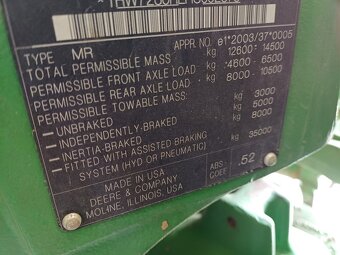 TYPE MR APPR. NO. e1*2003/37*0005
TOTAL PERMISSIBLE MASS kg 12600- 14500
PERMISSIBLE FRONT AXLE LOAD kg -4600 - 6500
PERMISSIBLE REAR AXLE LOAD kg 8000 - 10500
PERMISSIBLE TOWABLE MASS
-UNBRAKED kg 3000
-INDEPENDENTLY-BRAKED kg 5000
-INERTIA-BRAKED kg 8000
-FITTED WITH ASSISTED BRAKING kg 35000
SYSTEM (HYD OR PNEUMATIC)
MADE IN USA
DEERE & COMPANY
MOLINE, ILLINOIS, USA
ABS .52
COEF